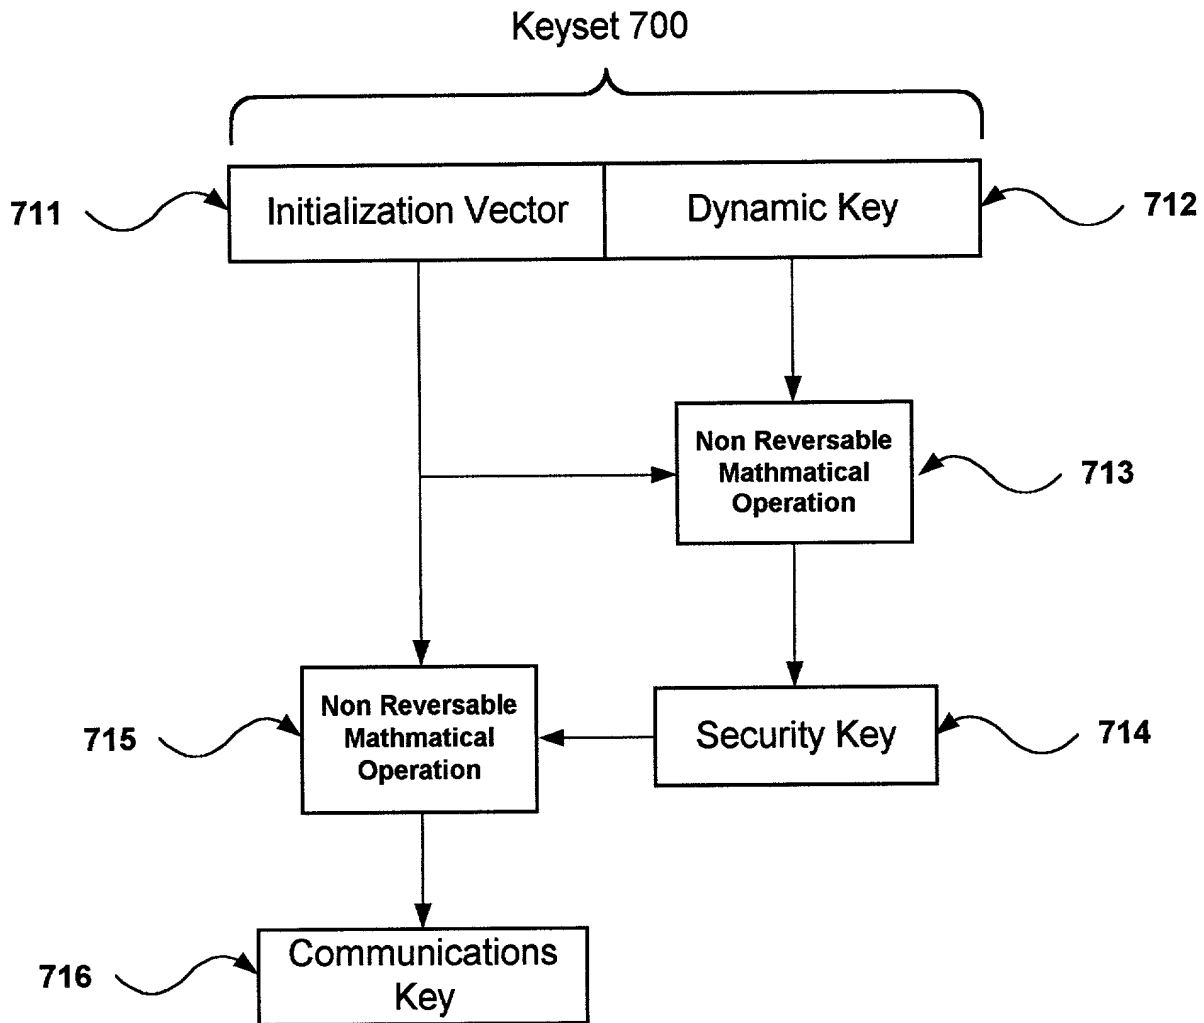 Keyset 700
711
Initialization Vector
Dynamic Key
712
Non Reversable
Mathmatical
Operation
713
715
Non Reversable
Mathmatical
Operation
Security Key
714
716
Communications
Key